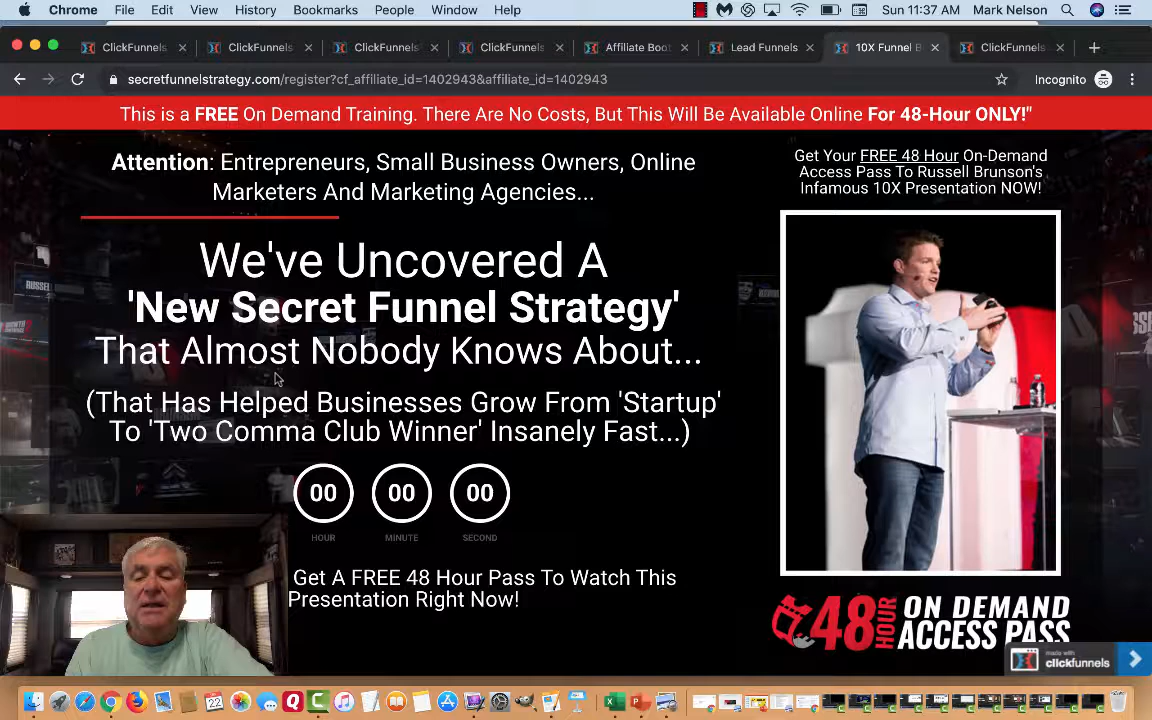 Chrome File Edit View History Bookmarks People Window Help Sun 11:37 AM Mark Nelson
ClickFunnels ClickFunnels ClickFunnels ClickFunnels Affiliate Boot Lead Funnels 10X Funnel B ClickFunnels
secretfunnelstrategy.com/register?cf_affiliate_id=1402943&affiliate_id=1402943 Incognito
This is a FREE On Demand Training. There Are No Costs, But This Will Be Available Online For 48-Hour ONLY!"
Attention: Entrepreneurs, Small Business Owners, Online
Marketers And Marketing Agencies...
We've Uncovered A
'New Secret Funnel Strategy'
That Almost Nobody Knows About...
(That Has Helped Businesses Grow From 'Startup'
To 'Two Comma Club Winner' Insanely Fast...)
00 00 00
HOUR MINUTE SECOND
Get A FREE 48 Hour Pass To Watch This
Presentation Right Now!
Get Your FREE 48 Hour On-Demand
Access Pass To Russell Brunson's
Infamous 10X Presentation NOW!
48 HOUR ON DEMAND
ACCESS PASS
made with
clickfunnels